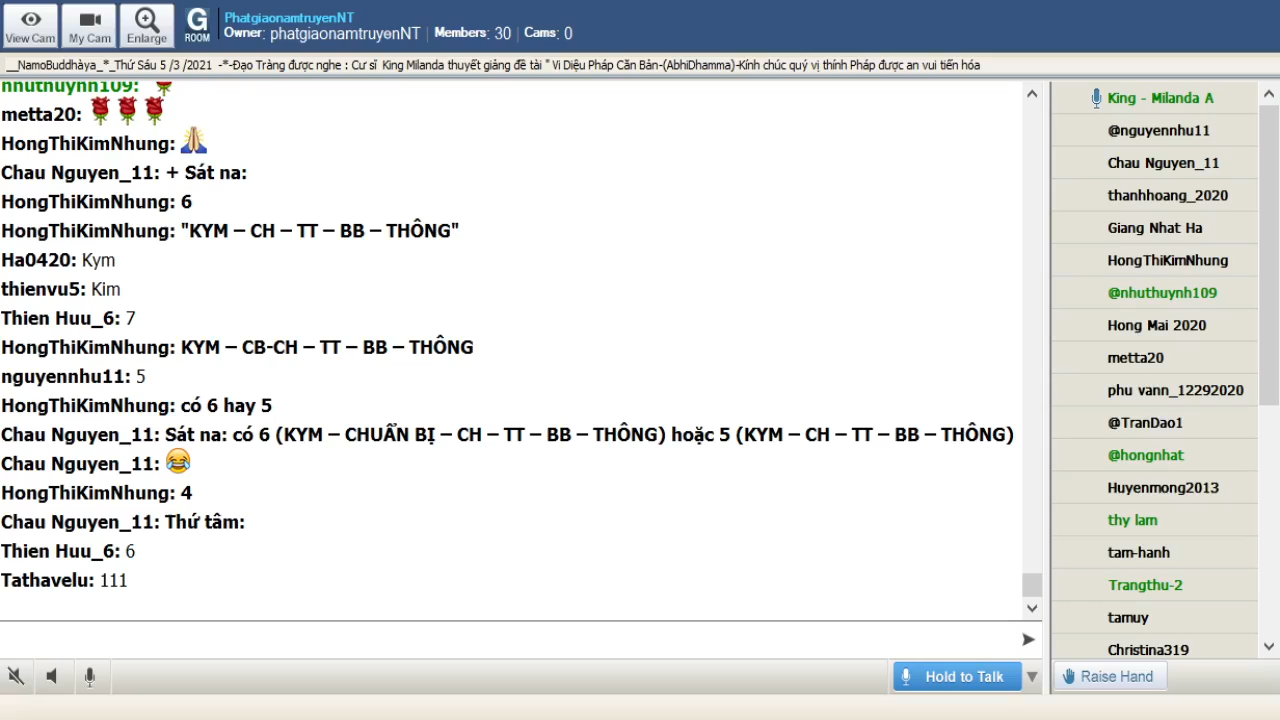 View Cam
My Cam
Enlarge
G
ROOM
PhatgiaonamtruyenNT
Owner: phatgiaonamtruyenNT | Members: 30 | Cams: 0
__NamoBuddhàya_*_Thứ Sáu 5 /3 /2021 -*-Đạo Tràng được nghe : Cư sĩ King Milanda thuyết giảng đề tài " Vi Diệu Pháp Căn Bản-(AbhiDhamma)-Kính chúc quý vị thính Pháp được an vui tiến hóa
nhuthuynh109:
metta20:
HongThiKimNhung:
Chau Nguyen_11: + Sát na:
HongThiKimNhung: 6
HongThiKimNhung: "KYM – CH – TT – BB – THÔNG"
Ha0420: Kym
thienvu5: Kim
Thien Huu_6: 7
HongThiKimNhung: KYM – CB-CH – TT – BB – THÔNG
nguyennhu11: 5
HongThiKimNhung: có 6 hay 5
Chau Nguyen_11: Sát na: có 6 (KYM – CHUẨN BỊ – CH – TT – BB – THÔNG) hoặc 5 (KYM – CH – TT – BB – THÔNG)
Chau Nguyen_11:
HongThiKimNhung: 4
Chau Nguyen_11: Thứ tâm:
Thien Huu_6: 6
Tathavelu: 111
King - Milanda A
@nguyennhu11
Chau Nguyen_11
thanhhoang_2020
Giang Nhat Ha
HongThiKimNhung
@nhuthuynh109
Hong Mai 2020
metta20
phu vann_12292020
@TranDao1
@hongnhat
Huyenmong2013
thy lam
tam-hanh
Trangthu-2
tamuy
Christina319
Hold to Talk
Raise Hand